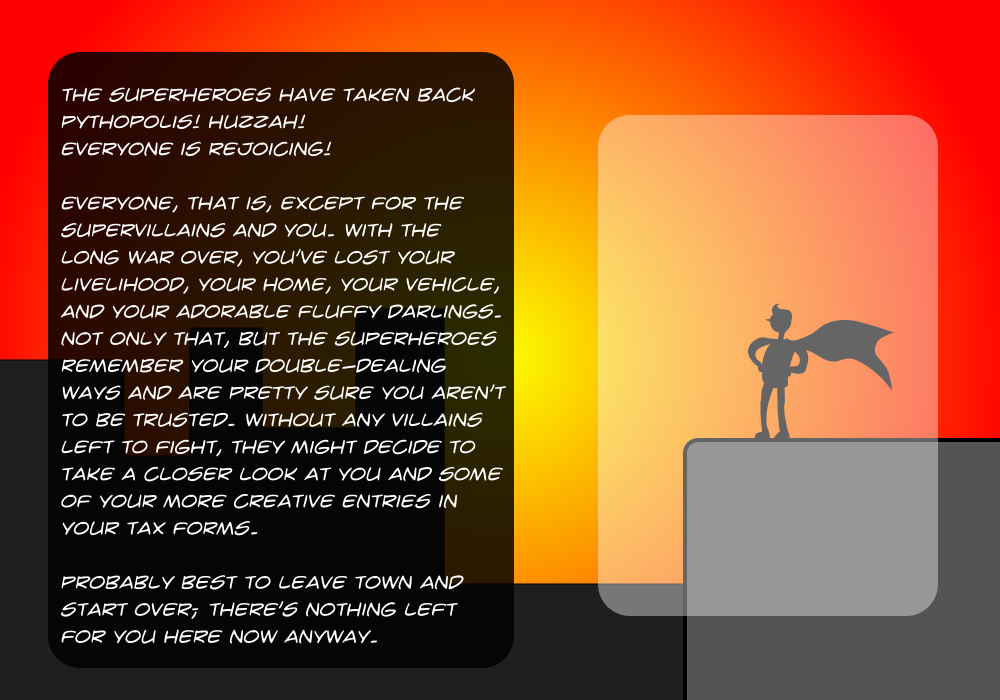 THE SUPERHEROES HAVE TAKEN BACK
PYTHOPOLIS! HUZZAH!
EVERYONE IS REJOICING!
EVERYONE, THAT IS, EXCEPT FOR THE
SUPERVILLAINS AND YOU. WITH THE
LONG WAR OVER, YOU'VE LOST YOUR
LIVELIHOOD, YOUR HOME, YOUR VEHICLE,
AND YOUR ADORABLE FLUFFY DARLINGS.
NOT ONLY THAT, BUT THE SUPERHEROES
REMEMBER YOUR DOUBLE-DEALING
WAYS AND ARE PRETTY SURE YOU AREN'T
TO BE TRUSTED. WITHOUT ANY VILLAINS
LEFT TO FIGHT, THEY MIGHT DECIDE TO
TAKE A CLOSER LOOK AT YOU AND SOME
OF YOUR MORE CREATIVE ENTRIES IN
YOUR TAX FORMS.
PROBABLY BEST TO LEAVE TOWN AND
START OVER; THERE'S NOTHING LEFT
FOR YOU HERE NOW ANYWAY.